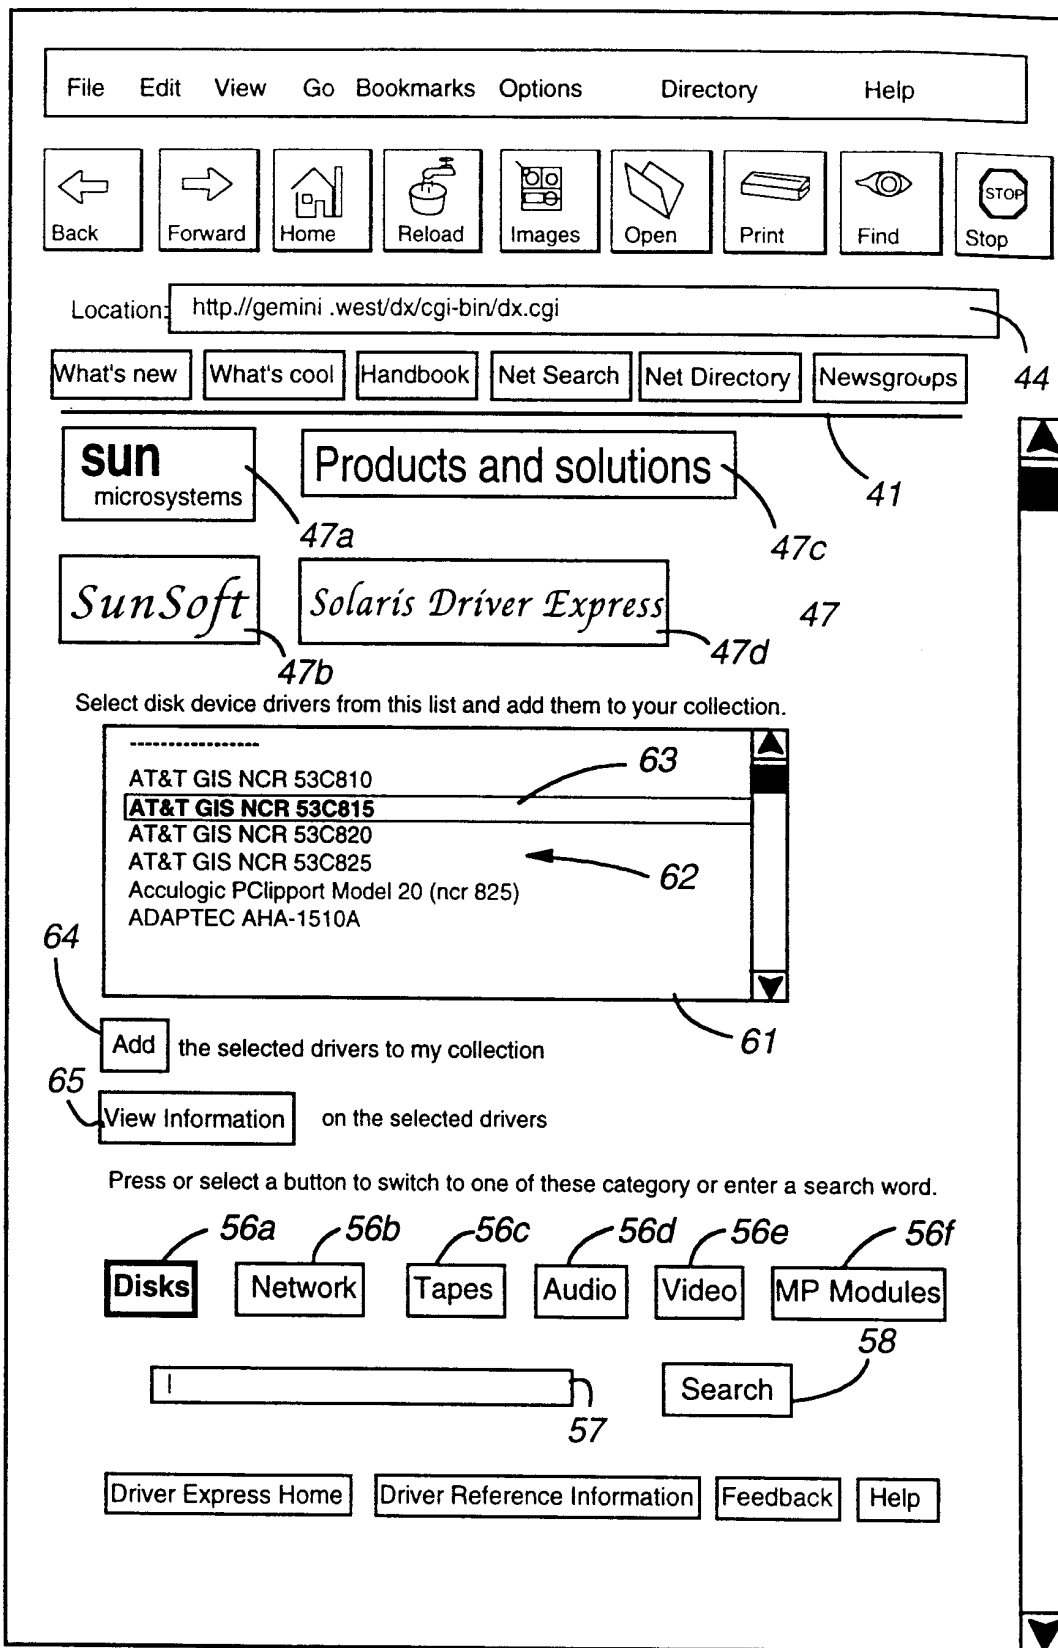 File Edit View Go Bookmarks Options Directory Help
Back Forward Home Reload Images Open Print Find STOP Stop
Location: http.//gemini .west/dx/cgi-bin/dx.cgi
What's new What's cool Handbook Net Search Net Directory Newsgroups 44
sun Products and solutions 41
microsystems
47a 47c
SunSoft Solaris Driver Express 47
47b 47d
Select disk device drivers from this list and add them to your collection.
------------------
63
AT&T GIS NCR 53C810
AT&T GIS NCR 53C815
AT&T GIS NCR 53C820
AT&T GIS NCR 53C825
62
Acculogic PClipport Model 20 (ncr 825)
ADAPTEC AHA-1510A
64
61
Add the selected drivers to my collection
65
View Information on the selected drivers
Press or select a button to switch to one of these category or enter a search word.
56a 56b 56c 56d 56e 56f
Disks Network Tapes Audio Video MP Modules
58
| Search
57
Driver Express Home Driver Reference Information Feedback Help